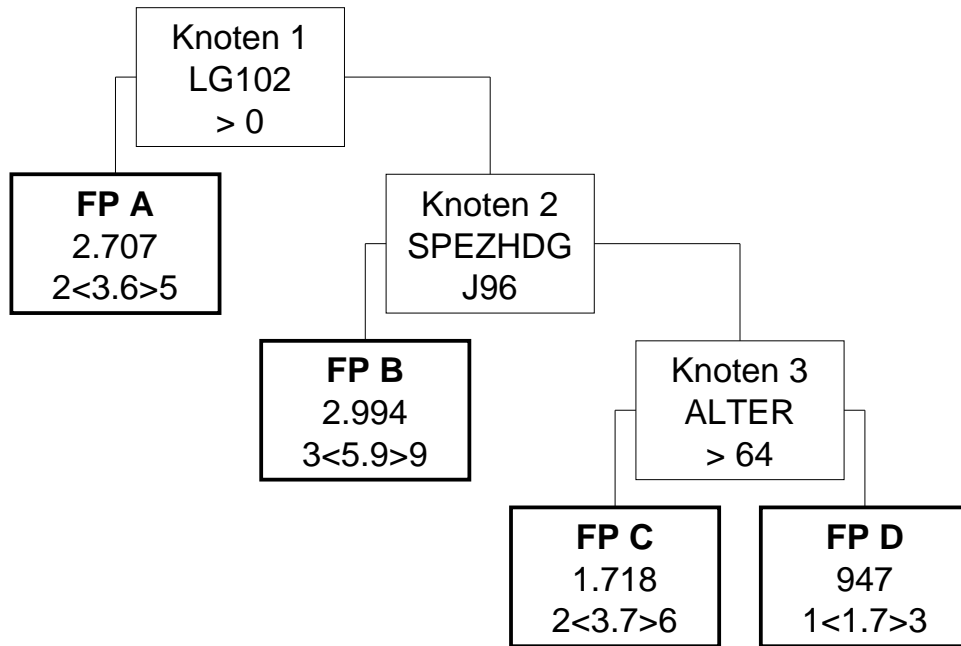 Knoten 1
LG102
> 0
FP A
2.707
2<3.6>5
Knoten 2
SPEZHDG
J96
FP B
2.994
3<5.9>9
Knoten 3
ALTER
> 64
FP C
1.718
2<3.7>6
FP D
947
1<1.7>3